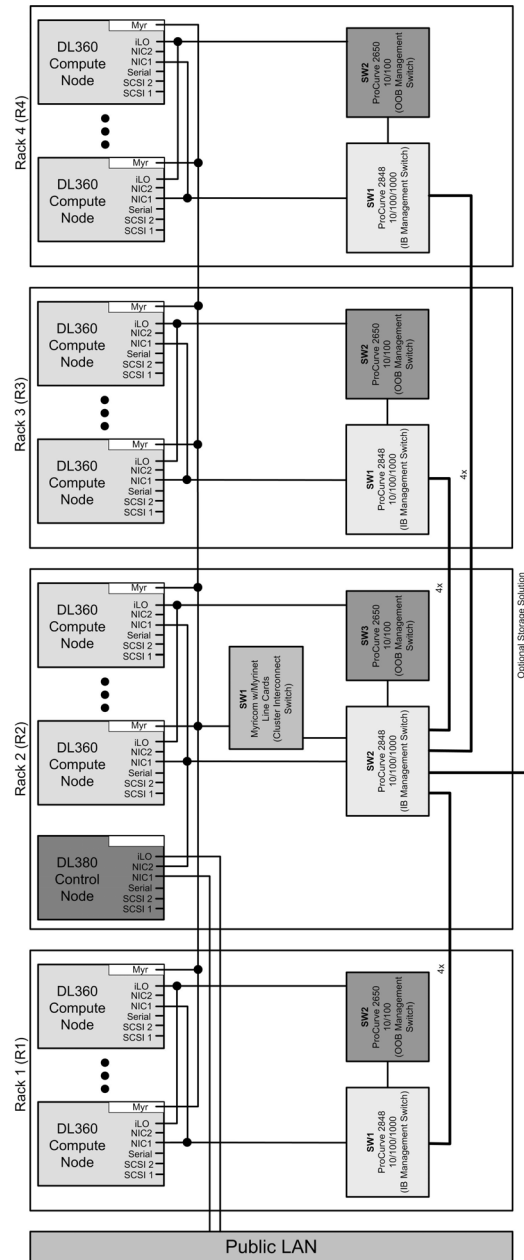 Rack 4 (R4)
DL360
Compute
Node
Myr
iLO
NIC2
NIC1
Serial
SCSI 2
SCSI 1
DL360
Compute
Node
Myr
iLO
NIC2
NIC1
Serial
SCSI 2
SCSI 1
SW2
ProCurve 2650
10/100
(OOB Management
Switch)
SW1
ProCurve 2848
10/100/1000
(IB Management Switch)
Rack 3 (R3)
DL360
Compute
Node
Myr
iLO
NIC2
NIC1
Serial
SCSI 2
SCSI 1
DL360
Compute
Node
Myr
iLO
NIC2
NIC1
Serial
SCSI 2
SCSI 1
SW2
ProCurve 2650
10/100
(OOB Management
Switch)
SW1
ProCurve 2848
10/100/1000
(IB Management Switch)
4x
Rack 2 (R2)
DL360
Compute
Node
Myr
iLO
NIC2
NIC1
Serial
SCSI 2
SCSI 1
DL360
Compute
Node
Myr
iLO
NIC2
NIC1
Serial
SCSI 2
SCSI 1
DL380
Control
Node
iLO
NIC2
NIC1
Serial
SCSI 2
SCSI 1
SW1
Myricom w/Myrinet
Line Cards
(Cluster Interconnect
Switch)
SW3
ProCurve 2650
10/100
(OOB Management
Switch)
SW2
ProCurve 2848
10/100/1000
(IB Management Switch)
4x
Optional Storage Solution
Rack 1 (R1)
DL360
Compute
Node
Myr
iLO
NIC2
NIC1
Serial
SCSI 2
SCSI 1
DL360
Compute
Node
Myr
iLO
NIC2
NIC1
Serial
SCSI 2
SCSI 1
SW2
ProCurve 2650
10/100
(OOB Management
Switch)
SW1
ProCurve 2848
10/100/1000
(IB Management Switch)
4x
Public LAN